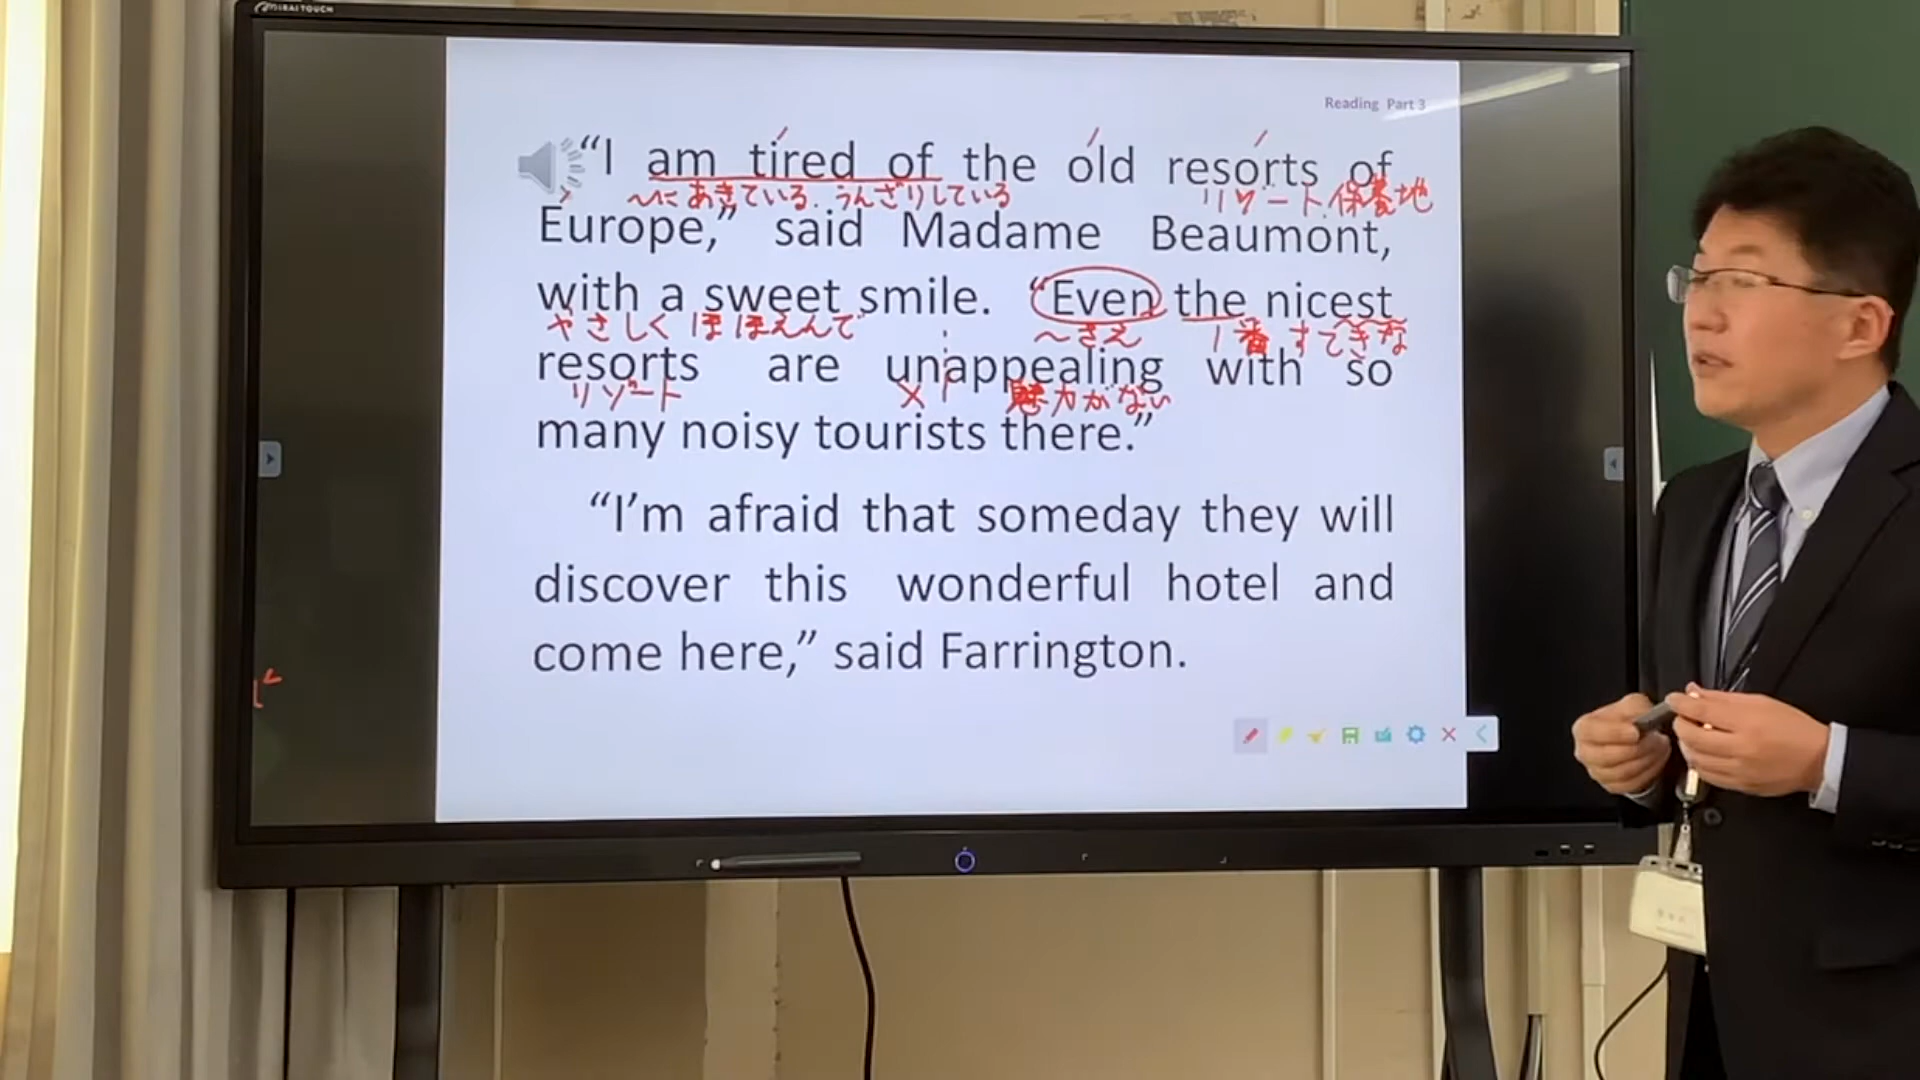 MIRAI TOUCH
Reading Part 3
“I am tired of the old resorts of
〜にあきている. うんざりしている リゾート.保養地
Europe,” said Madame Beaumont,
with a sweet smile. “Even the nicest
やさしく ほほえんで 〜さえ 1番 すてきな
resorts are unappealing with so
リゾート × 魅力がない
many noisy tourists there.”
“I’m afraid that someday they will
discover this wonderful hotel and
come here,” said Farrington.